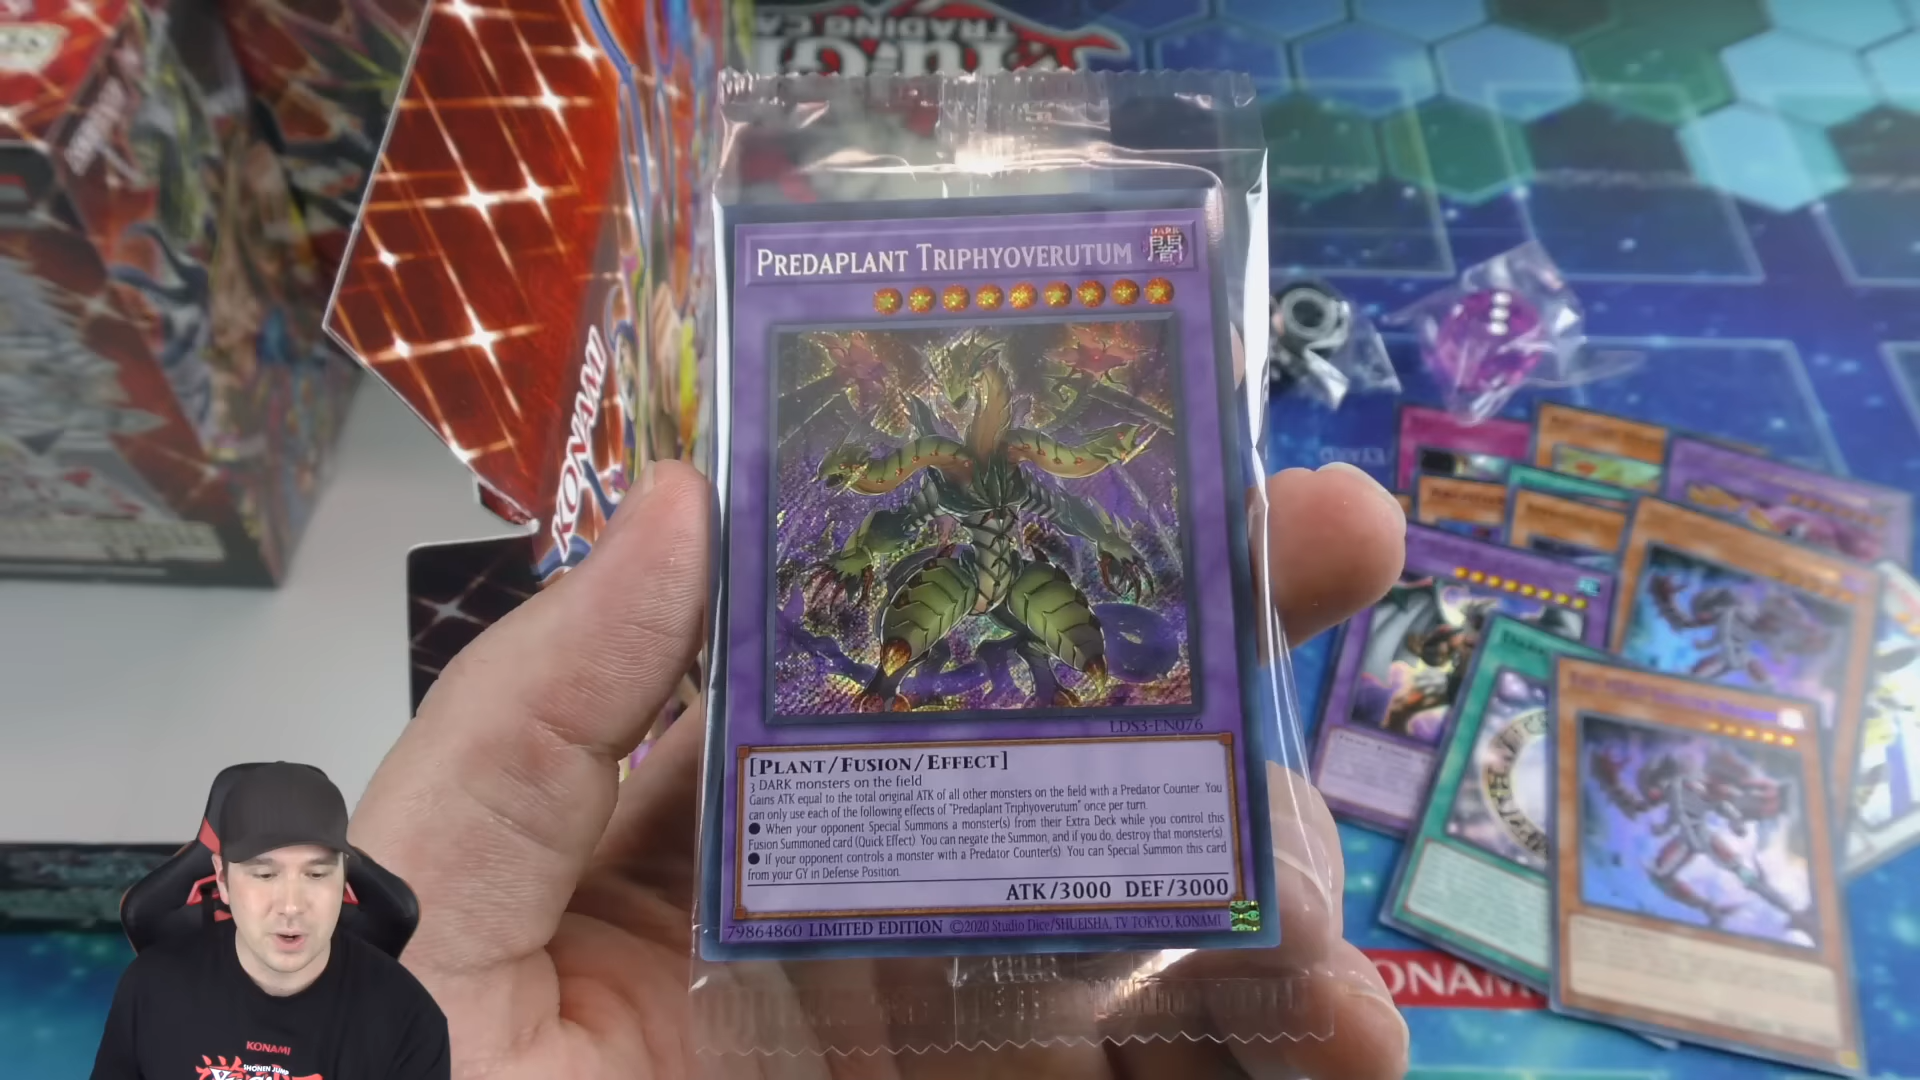 TRADING CA
KONAMI
PREDAPLANT TRIPHYOVERUTUM
DARK
闇
LDS3-EN076
[PLANT/FUSION/EFFECT]
3 DARK monsters on the field
Gains ATK equal to the total original ATK of all other monsters on the field with a Predator Counter. You
can only use each of the following effects of "Predaplant Triphyoverutum" once per turn.
● When your opponent Special Summons a monster(s) from their Extra Deck while you control this
Fusion Summoned card (Quick Effect): You can negate the Summon, and if you do, destroy that monster(s).
● If your opponent controls a monster with a Predator Counter(s): You can Special Summon this card
from your GY in Defense Position.
ATK/3000 DEF/3000
79864860 LIMITED EDITION ©2020 Studio Dice/SHUEISHA, TV TOKYO, KONAMI
ONAM
KONAMI
SHONEN JUMP